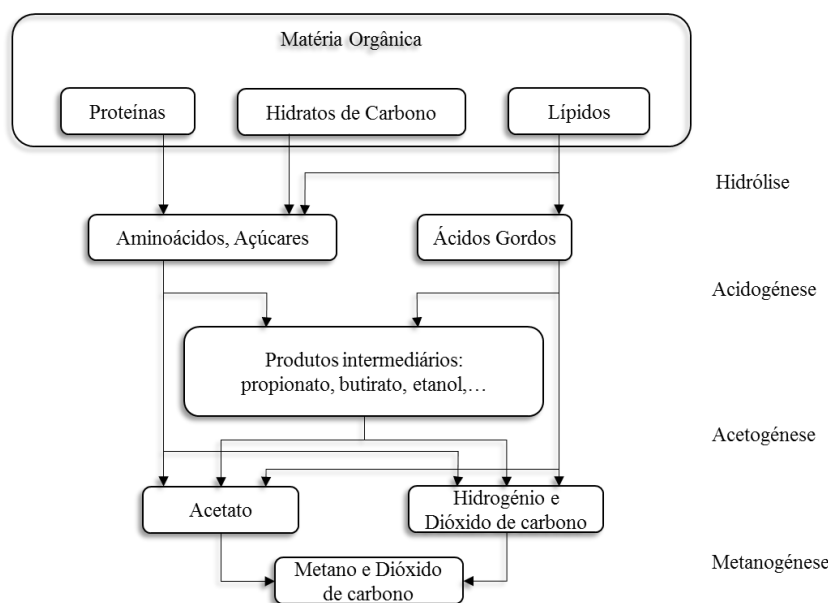 Matéria Orgânica
Proteínas
Hidratos de Carbono
Lípidos
Hidrólise
Aminoácidos, Açúcares
Ácidos Gordos
Acidogénese
Produtos intermediários:
propionato, butirato, etanol,...
Acetogénese
Acetato
Hidrogénio e
Dióxido de carbono
Metanogénese
Metano e Dióxido
de carbono